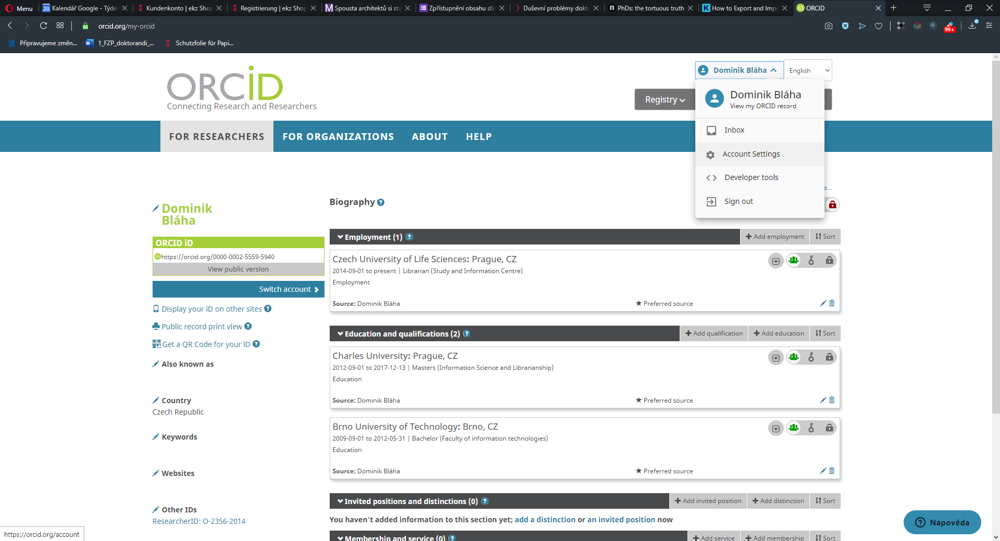 Menu
Kalendář Google - Týde
Kundenkonto | ekz Shop
Registrierung | ekz Shop
Spousta architektů si sta
Zpřístupnění obsahu dle
Duševní problémy dokto
PhDs: the tortuous truth
How to Export and Impo
ORCID
orcid.org/my-orcid
99+
Připravujeme změn...
1_FZP_doktorandi_...
Schutzfolie für Papi...
ORCID
Connecting Research and Researchers
Dominik Bláha
English
Registry
Dominik Bláha
View my ORCID record
Inbox
Account Settings
Developer tools
Sign out
FOR RESEARCHERS
FOR ORGANIZATIONS
ABOUT
HELP
e...
Dominik
Bláha
ORCID iD
https://orcid.org/0000-0002-5559-5940
View public version
Switch account
Display your iD on other sites
Public record print view
Get a QR Code for your iD
Also known as
Country
Czech Republic
Keywords
Websites
Other IDs
ResearcherID: O-2356-2014
Biography
Employment (1)
Add employment
Sort
Czech University of Life Sciences: Prague, CZ
2014-09-01 to present | Librarian (Study and Information Centre)
Employment
Source: Dominik Bláha
Preferred source
Education and qualifications (2)
Add qualification
Add education
Sort
Charles University: Prague, CZ
2012-09-01 to 2017-12-13 | Masters (Information Science and Librarianship)
Education
Source: Dominik Bláha
Preferred source
Brno University of Technology: Brno, CZ
2009-09-01 to 2012-05-31 | Bachelor (Faculty of information technologies)
Education
Source: Dominik Bláha
Preferred source
Invited positions and distinctions (0)
Add invited position
Add distinction
Sort
You haven't added information to this section yet; add a distinction or an invited position now
Membership and service (0)
Add service
Add membership
Sort
Nápověda
https://orcid.org/account